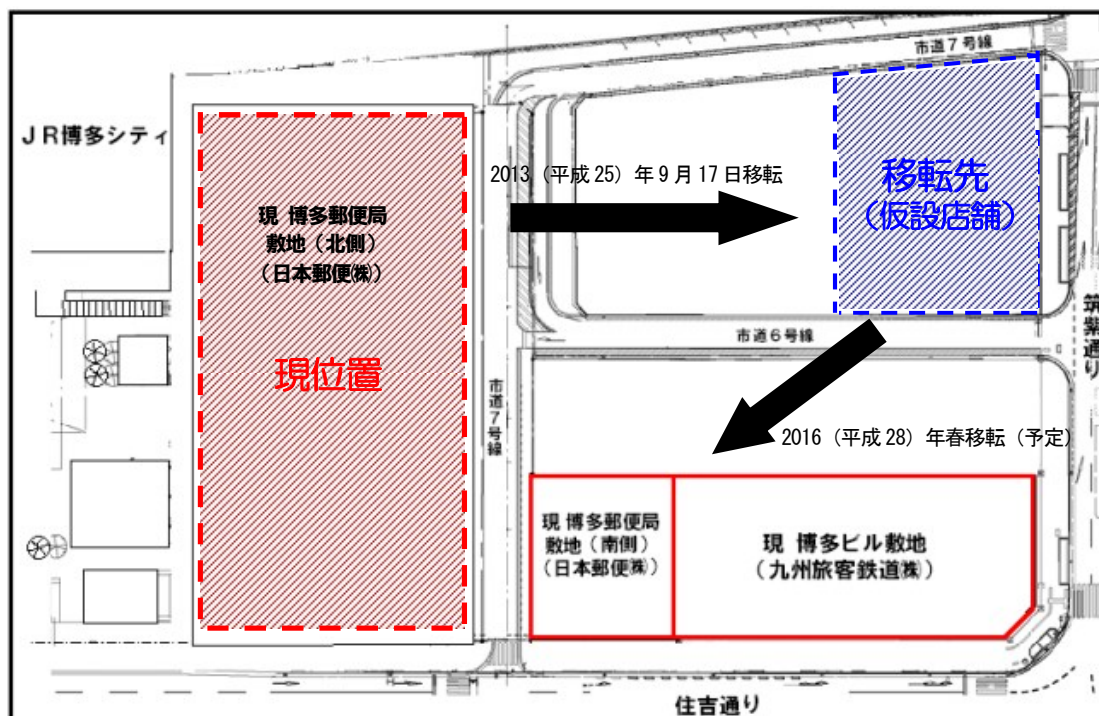 市道７号線
ＪＲ博多シティ
2013（平成 25）年 9 月 17 日移転
移転先
（仮設店舗）
現 博多郵便局
敷地（北側）
（日本郵便㈱）
筑紫通り
市道６号線
現位置
市道７号線
2016（平成 28）年春移転（予定）
現 博多郵便局
敷地（南側）
（日本郵便㈱）
現 博多ビル敷地
（九州旅客鉄道㈱）
住吉通り